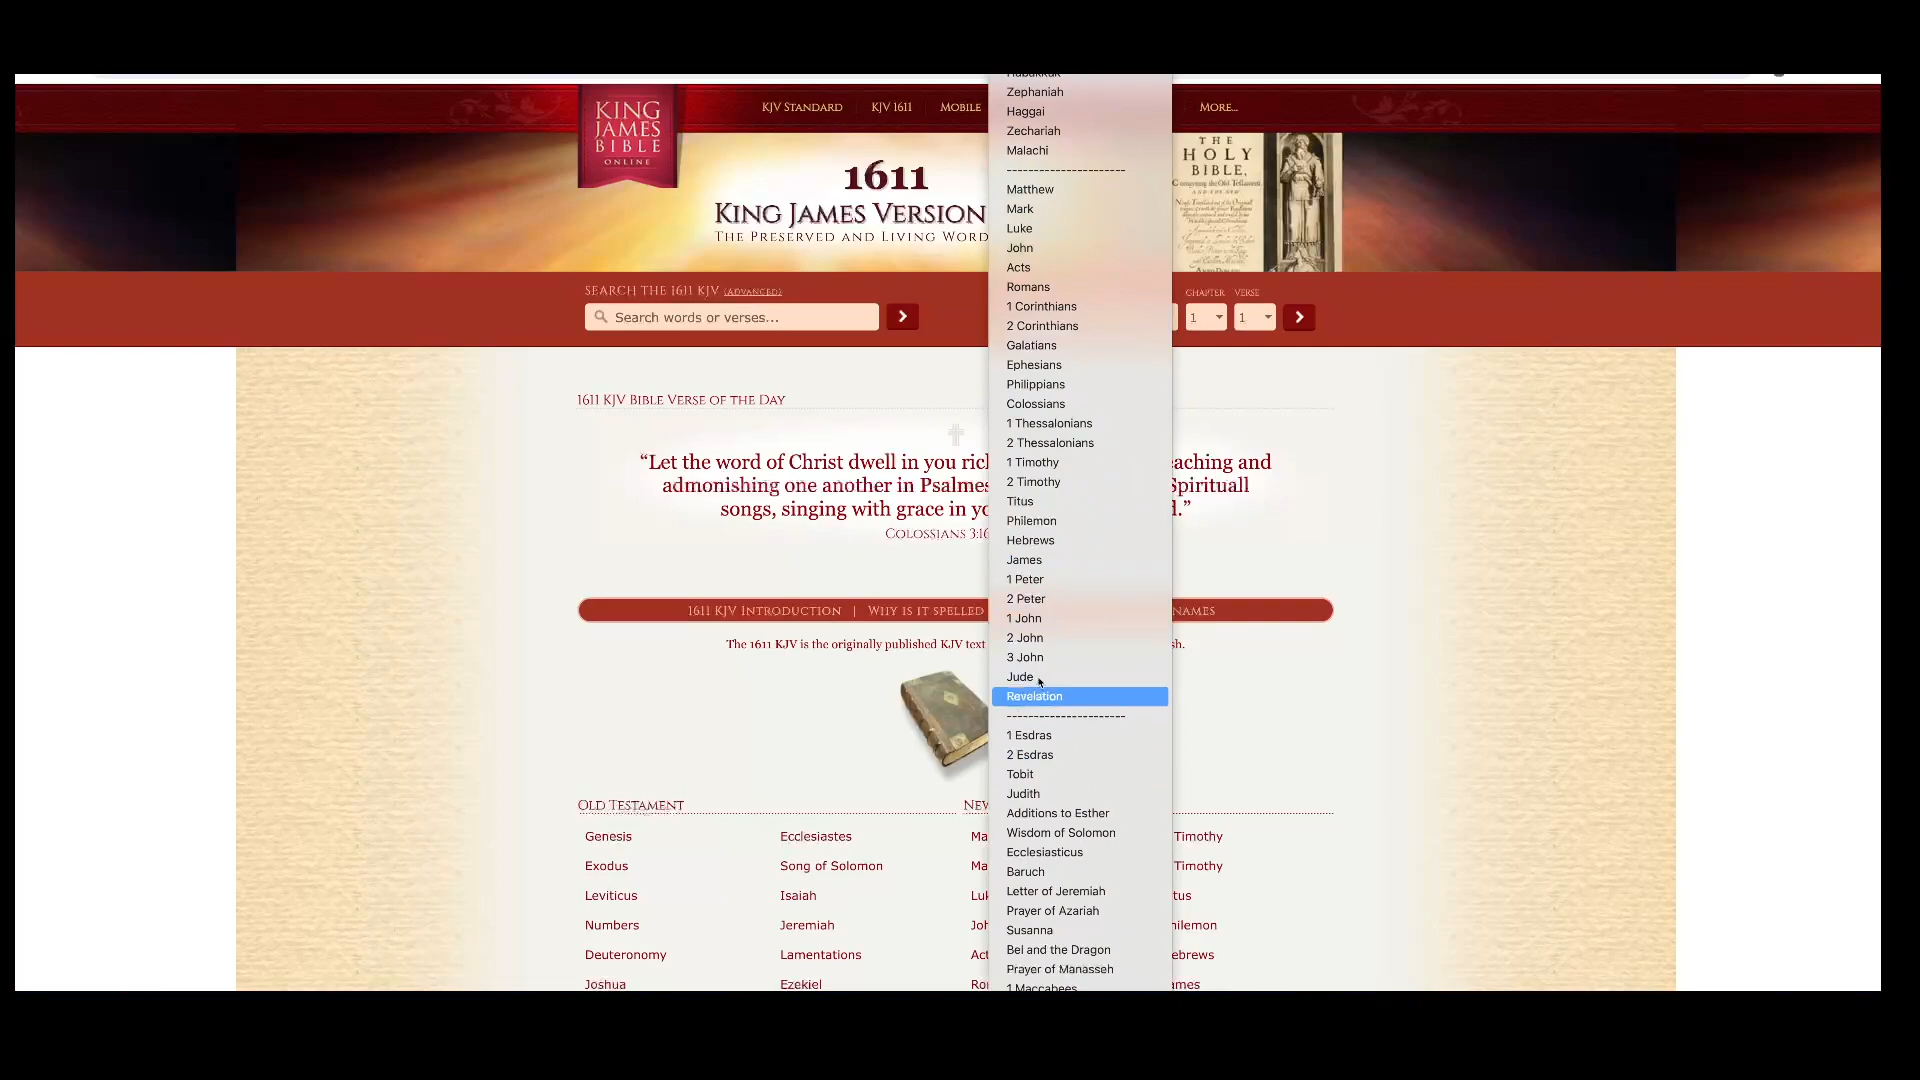 KING
JAMES
BIBLE
ONLINE
KJV STANDARD
KJV 1611
MOBILE
MORE...
1611
KING JAMES VERSION
THE PRESERVED AND LIVING WORD
THE
HOLY
BIBLE,
SEARCH THE 1611 KJV (ADVANCED)
Search words or verses...
CHAPTER VERSE
1 1
1611 KJV BIBLE VERSE OF THE DAY
“Let the word of Christ dwell in you
admonishing one another in Psalmes
songs, singing with grace in
aching and
Spirituall
d.”
COLOSSIANS 3:16
1611 KJV INTRODUCTION | WHY IS IT SPELLED
NAMES
The 1611 KJV is the originally published KJV text
sh.
OLD TESTAMENT
Genesis
Exodus
Leviticus
Numbers
Deuteronomy
Joshua
Ecclesiastes
Song of Solomon
Isaiah
Jeremiah
Lamentations
Ezekiel
NEW
Ma
Ma
Luk
Joh
Act
Ro
Timothy
Timothy
tus
hilemon
ebrews
ames
Habakkuk
Zephaniah
Haggai
Zechariah
Malachi
----------------------
Matthew
Mark
Luke
John
Acts
Romans
1 Corinthians
2 Corinthians
Galatians
Ephesians
Philippians
Colossians
1 Thessalonians
2 Thessalonians
1 Timothy
2 Timothy
Titus
Philemon
Hebrews
James
1 Peter
2 Peter
1 John
2 John
3 John
Jude
Revelation
----------------------
1 Esdras
2 Esdras
Tobit
Judith
Additions to Esther
Wisdom of Solomon
Ecclesiasticus
Baruch
Letter of Jeremiah
Prayer of Azariah
Susanna
Bel and the Dragon
Prayer of Manasseh
1 Maccabees